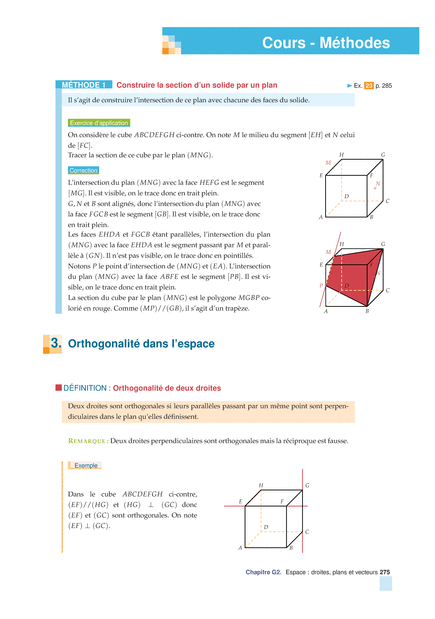 Cours - Méthodes
MÉTHODE 1 Construire la section d'un solide par un plan ► Ex. 23 p. 285
Il s'agit de construire l'intersection de ce plan avec chacune des faces du solide.
Exercice d'application
On considère le cube ABCDEFGH ci-contre. On note M le milieu du segment [EH] et N celui
de [FC].
Tracer la section de ce cube par le plan (MNG).
Correction
L'intersection du plan (MNG) avec la face HEFG est le segment
[MG]. Il est visible, on le trace donc en trait plein.
G, N et B sont alignés, donc l'intersection du plan (MNG) avec
la face FGCB est le segment [GB]. Il est visible, on le trace donc
en trait plein.
Les faces EHDA et FGCB étant parallèles, l'intersection du plan
(MNG) avec la face EHDA est le segment passant par M et paral-
lèle à (GN). Il n'est pas visible, on le trace donc en pointillés.
Notons P le point d'intersection de (MNG) et (EA). L'intersection
du plan (MNG) avec la face ABFE est le segment [PB]. Il est vi-
sible, on le trace donc en trait plein.
La section du cube par le plan (MNG) est le polygone MGBP co-
lorié en rouge. Comme (MP)//(GB), il s'agit d'un trapèze.
H
G
M
E
F
N
D
C
A
B
H
G
M
E
P
D
C
A
B
3. Orthogonalité dans l'espace
DÉFINITION : Orthogonalité de deux droites
Deux droites sont orthogonales si leurs parallèles passant par un même point sont perpen-
diculaires dans le plan qu'elles définissent.
REMARQUE : Deux droites perpendiculaires sont orthogonales mais la réciproque est fausse.
Exemple
Dans le cube ABCDEFGH ci-contre,
(EF)//(HG) et (HG) ⊥ (GC) donc
(EF) et (GC) sont orthogonales. On note
(EF) ⊥ (GC).
H
G
E
F
D
C
A
B
Chapitre G2. Espace : droites, plans et vecteurs 275